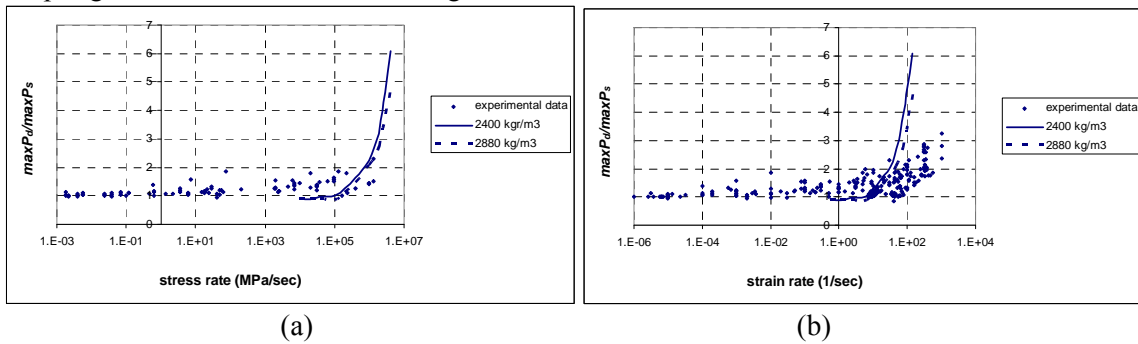 7
6
5
4
3
2
1
0
1.E-03 1.E-01 1.E+01 1.E+03 1.E+05 1.E+07
maxPd/maxPs
stress rate (MPa/sec)
experimental data
2400 kgr/m3
2880 kg/m3
(a)
7
6
5
4
3
2
1
0
1.E-06 1.E-04 1.E-02 1.E+00 1.E+02 1.E+04
maxPd/maxPs
strain rate (1/sec)
experimental data
2400 kgr/m3
2880 kg/m3
(b)